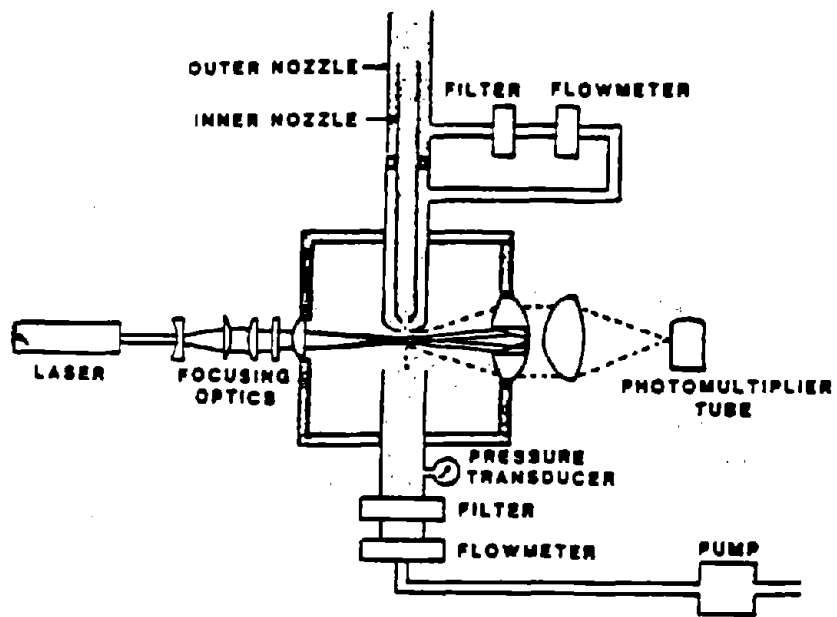 OUTER NOZZLE
INNER NOZZLE
FILTER
FLOWMETER
LASER
FOCUSING
OPTICS
PHOTOMULTIPLIER
TUBE
PRESSURE
TRANSDUCER
FILTER
FLOWMETER
PUMP